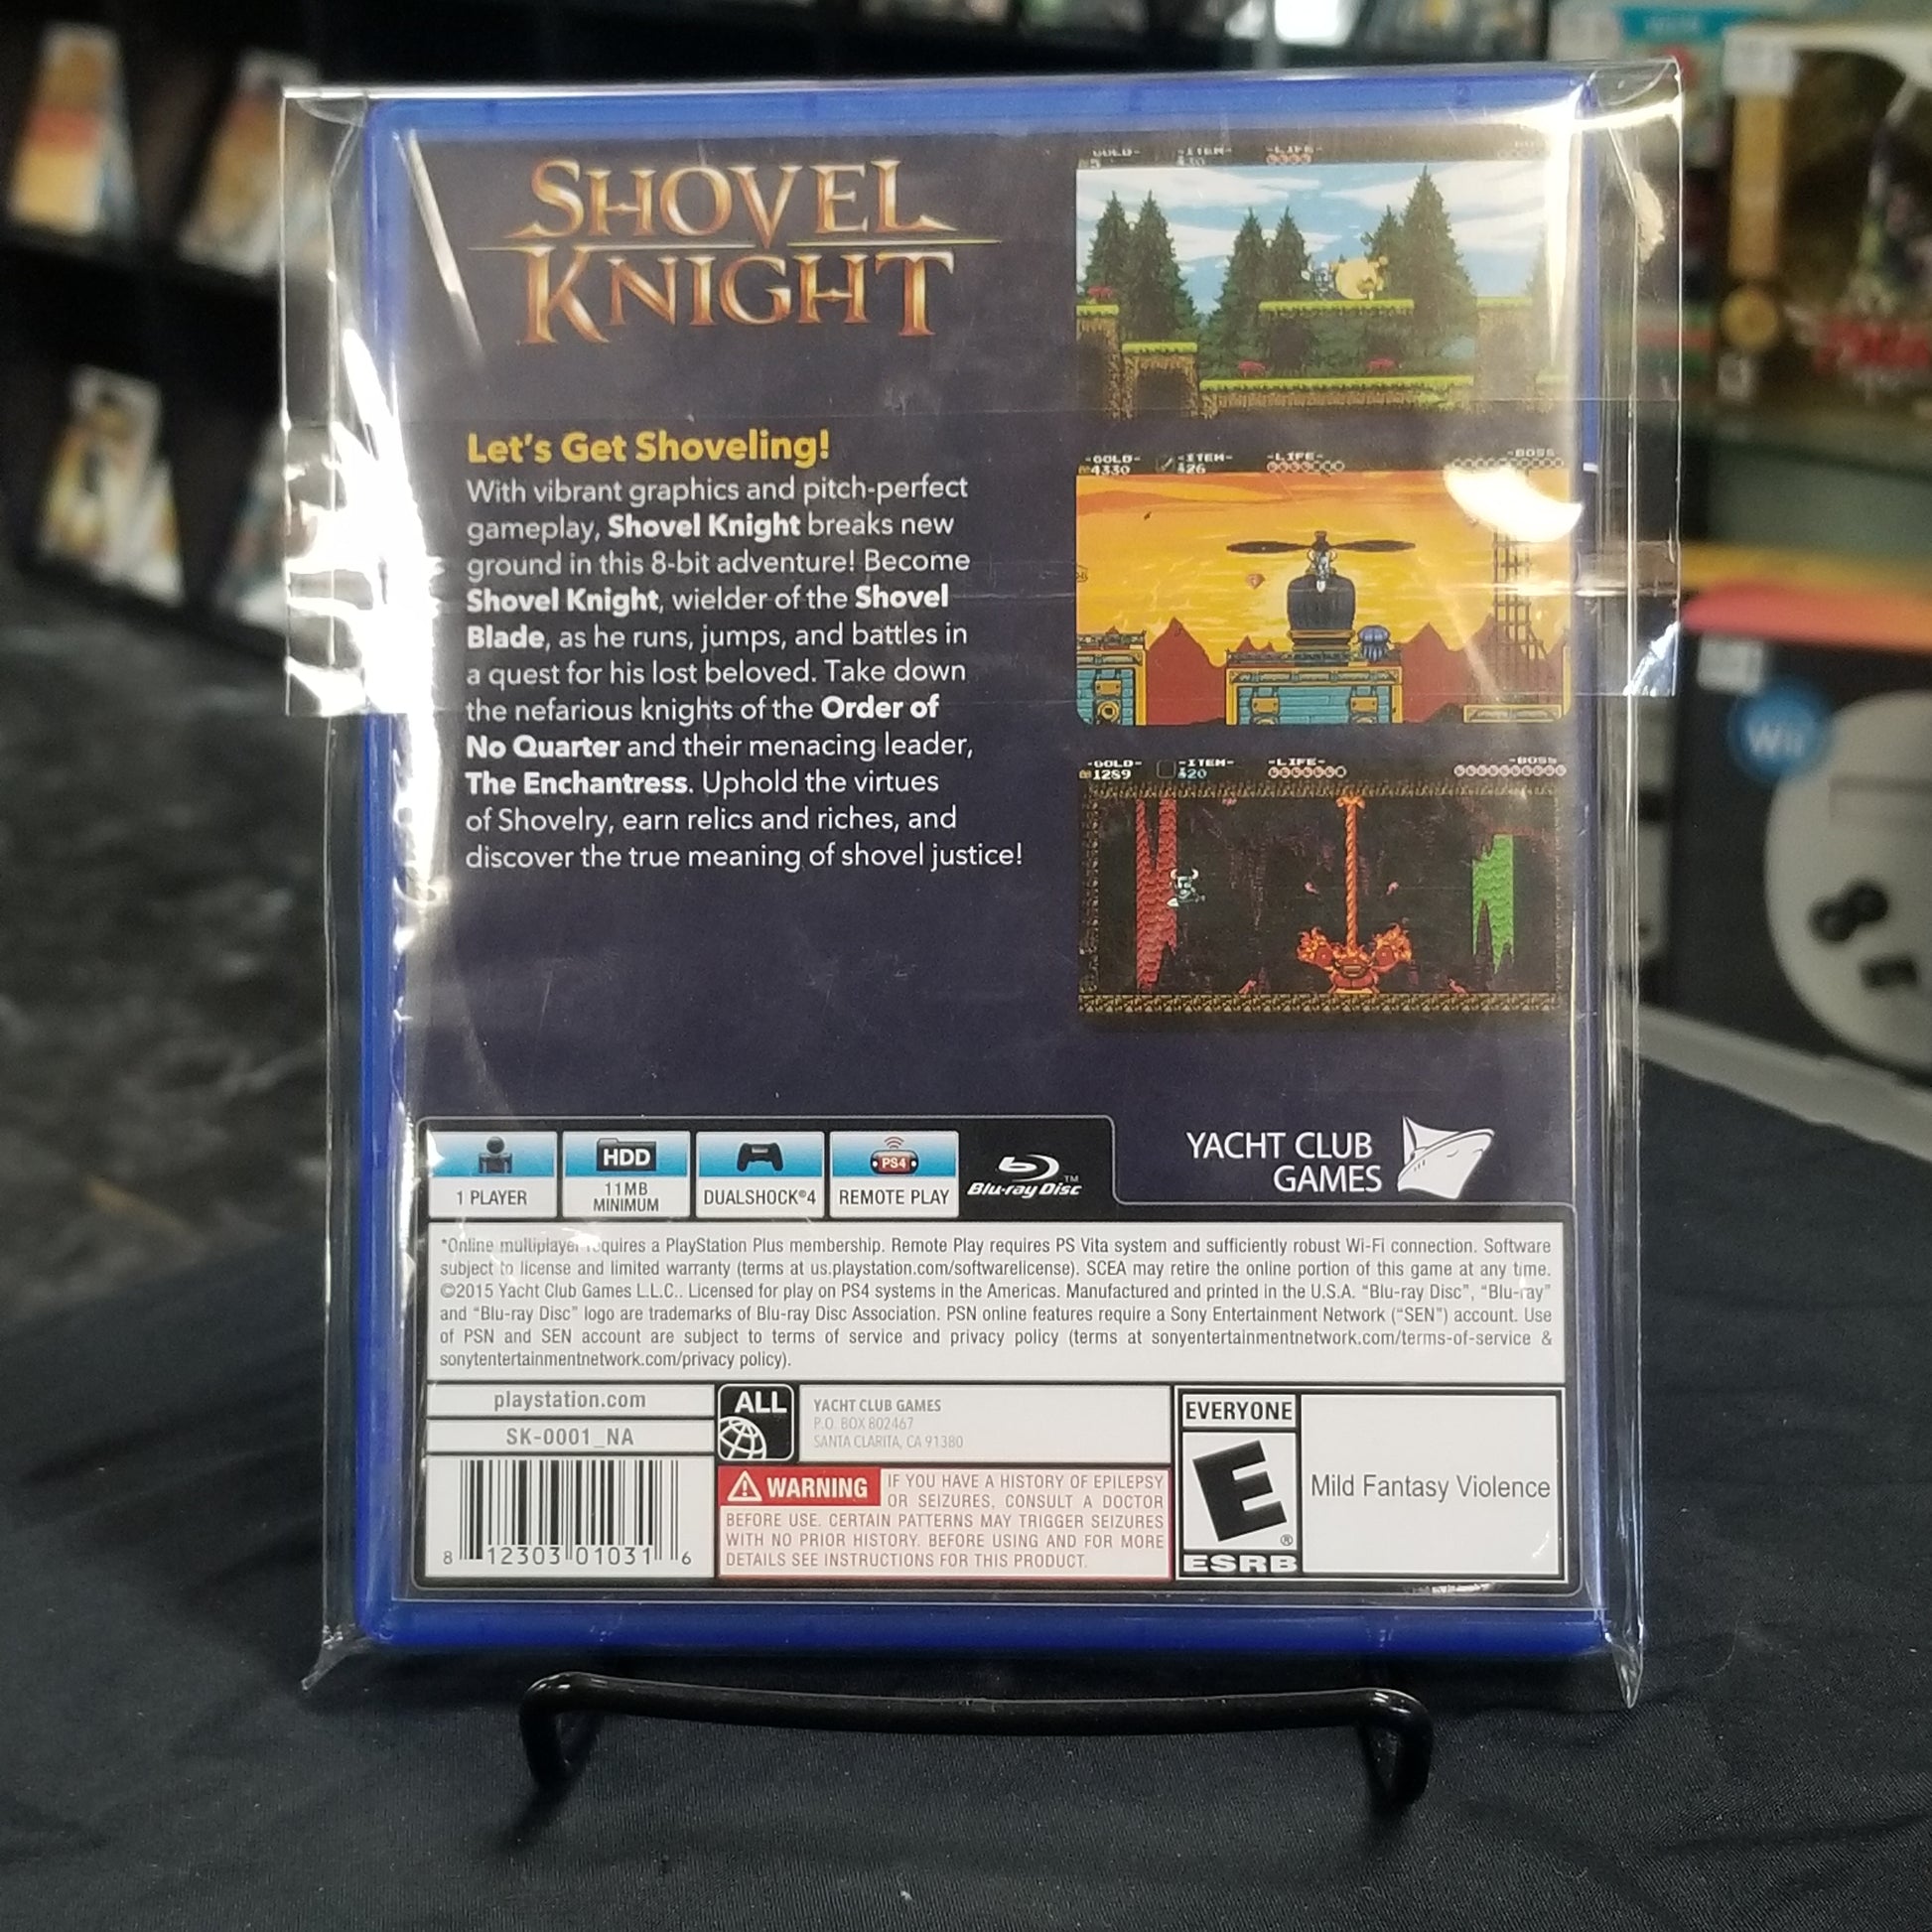 SHOVEL
KNIGHT
Let's Get Shoveling!
With vibrant graphics and pitch-perfect
gameplay, Shovel Knight breaks new
ground in this 8-bit adventure! Become
Shovel Knight, wielder of the Shovel
Blade, as he runs, jumps, and battles in
a quest for his lost beloved. Take down
the nefarious knights of the Order of
No Quarter and their menacing leader,
The Enchantress. Uphold the virtues
of Shovelry, earn relics and riches, and
discover the true meaning of shovel justice!
-ITEM- -LIFE-
-GOLD- -ITEM- -LIFE- -BOSS
4330 26
-GOLD- -ITEM- -LIFE- -BOSS
1289 20
1 PLAYER
HDD
11MB
MINIMUM
DUALSHOCK®4
PS4
REMOTE PLAY
Blu-ray Disc™
YACHT CLUB
GAMES
*Online multiplayer requires a PlayStation Plus membership. Remote Play requires PS Vita system and sufficiently robust Wi-Fi connection. Software
subject to license and limited warranty (terms at us.playstation.com/softwarelicense). SCEA may retire the online portion of this game at any time.
©2015 Yacht Club Games L.L.C.. Licensed for play on PS4 systems in the Americas. Manufactured and printed in the U.S.A. "Blu-ray Disc", "Blu-ray"
and "Blu-ray Disc" logo are trademarks of Blu-ray Disc Association. PSN online features require a Sony Entertainment Network ("SEN") account. Use
of PSN and SEN account are subject to terms of service and privacy policy (terms at sonyentertainmentnetwork.com/terms-of-service &
sonytentertainmentnetwork.com/privacy policy).
playstation.com
SK-0001_NA
8 12303 01031 6
ALL
YACHT CLUB GAMES
P.O. BOX 802467
SANTA CLARITA, CA 91380
WARNING IF YOU HAVE A HISTORY OF EPILEPSY
OR SEIZURES, CONSULT A DOCTOR
BEFORE USE. CERTAIN PATTERNS MAY TRIGGER SEIZURES
WITH NO PRIOR HISTORY. BEFORE USING AND FOR MORE
DETAILS SEE INSTRUCTIONS FOR THIS PRODUCT.
EVERYONE
E®
ESRB
Mild Fantasy Violence
Wii